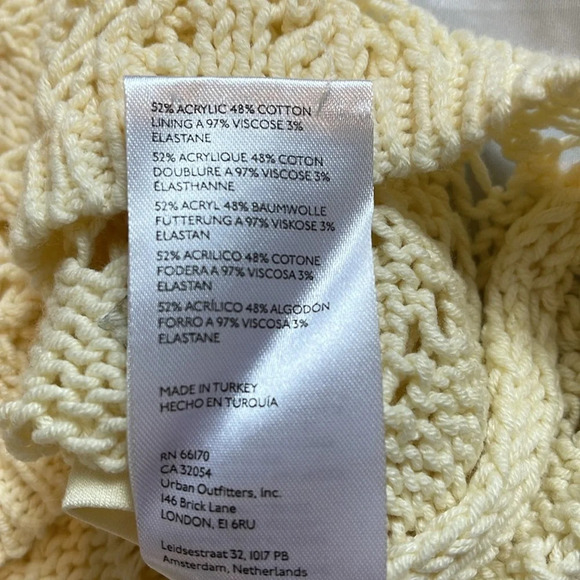 52% ACRYLIC 48% COTTON
LINING A 97% VISCOSE 3%
ELASTANE
52% ACRYLIQUE 48% COTON
DOUBLURE A 97% VISCOSE 3%
ÉLASTHANNE
52% ACRYL 48% BAUMWOLLE
FÜTTERUNG A 97% VISKOSE 3%
ELASTAN
52% ACRILICO 48% COTONE
FODERA A 97% VISCOSA 3%
ELASTAN
52% ACRÍLICO 48% ALGODÓN
FORRO A 97% VISCOSA 3%
ELASTANE
MADE IN TURKEY
HECHO EN TURQUÍA
RN 66170
CA 32054
Urban Outfitters, Inc.
146 Brick Lane
LONDON, E1 6RU
Leidsestraat 32, 1017 PB
Amsterdam, Netherlands